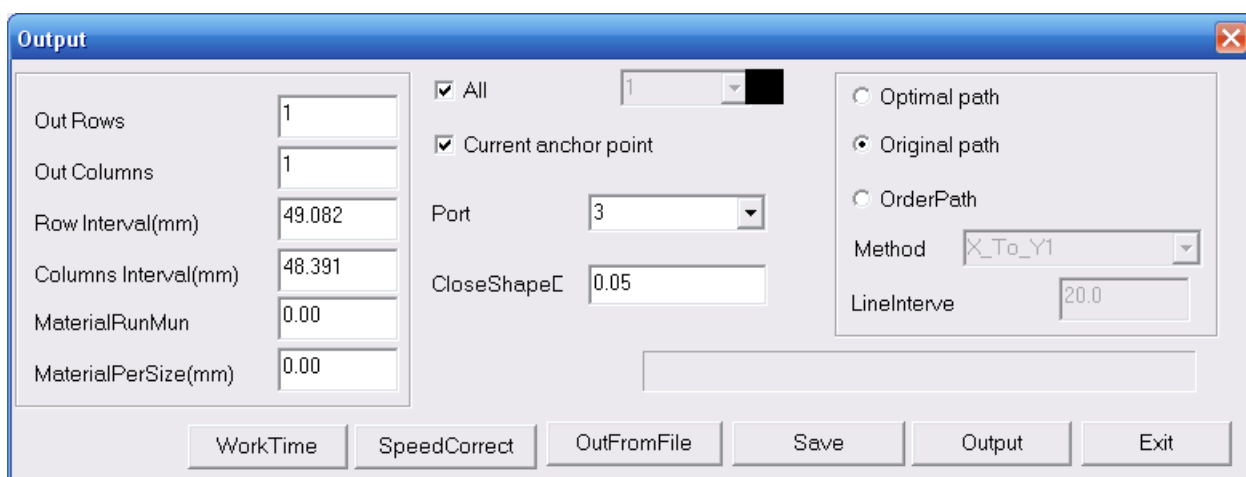 Output
Out Rows 1
Out Columns 1
Row Interval(mm) 49.082
Columns Interval(mm) 48.391
MaterialRunMun 0.00
MaterialPerSize(mm) 0.00
All 1
Current anchor point
Port 3
CloseShapeE 0.05
Optimal path
Original path
OrderPath
Method X_To_Y1
LineInterve 20.0
WorkTime SpeedCorrect OutFromFile Save Output Exit